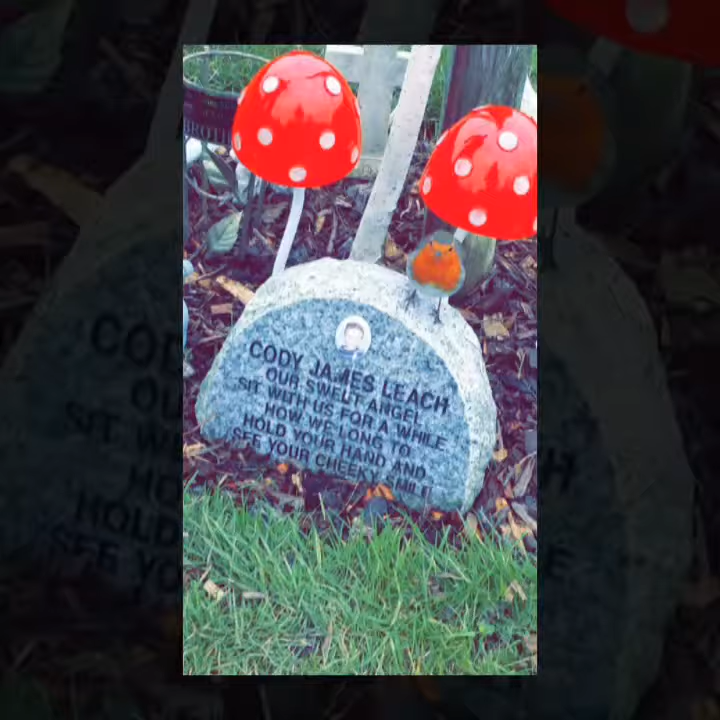 CODY JAMES LEACH
OUR SWEET ANGEL
SIT WITH US FOR A WHILE
HOW WE LONG TO
HOLD YOUR HAND AND
SEE YOUR CHEEKY SMILE